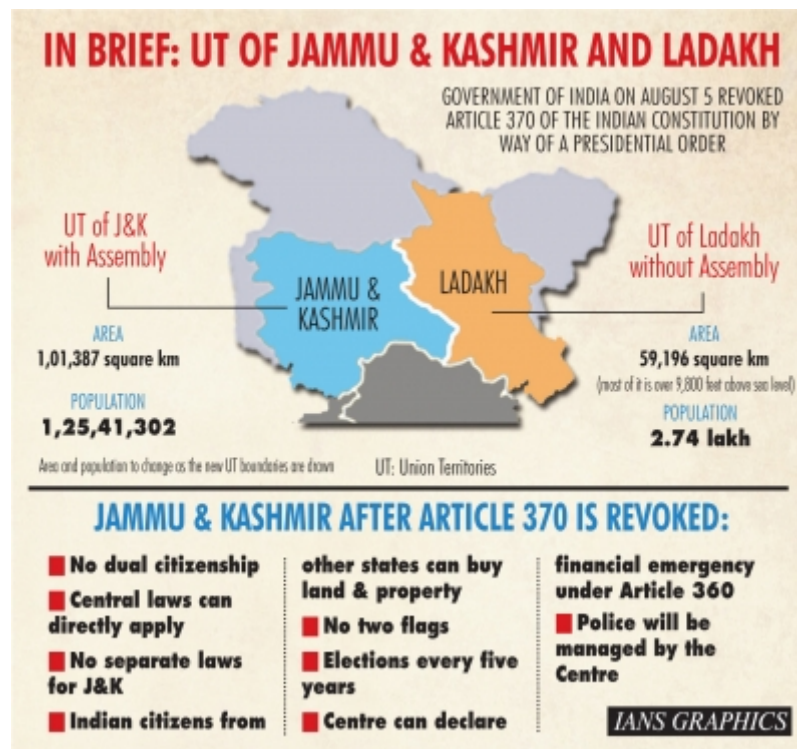 IN BRIEF: UT OF JAMMU & KASHMIR AND LADAKH
GOVERNMENT OF INDIA ON AUGUST 5 REVOKED
ARTICLE 370 OF THE INDIAN CONSTITUTION BY
WAY OF A PRESIDENTIAL ORDER
UT of J&K
with Assembly
AREA
1,01,387 square km
POPULATION
1,25,41,302
JAMMU &
KASHMIR
LADAKH
UT of Ladakh
without Assembly
AREA
59,196 square km
(most of it is over 9,800 feet above sea level)
POPULATION
2.74 lakh
Area and population to change as the new UT boundaries are drawn
UT: Union Territories
JAMMU & KASHMIR AFTER ARTICLE 370 IS REVOKED:
No dual citizenship
Central laws can
directly apply
No separate laws
for J&K
Indian citizens from
other states can buy
land & property
No two flags
Elections every five
years
Centre can declare
financial emergency
under Article 360
Police will be
managed by the
Centre
IANS GRAPHICS